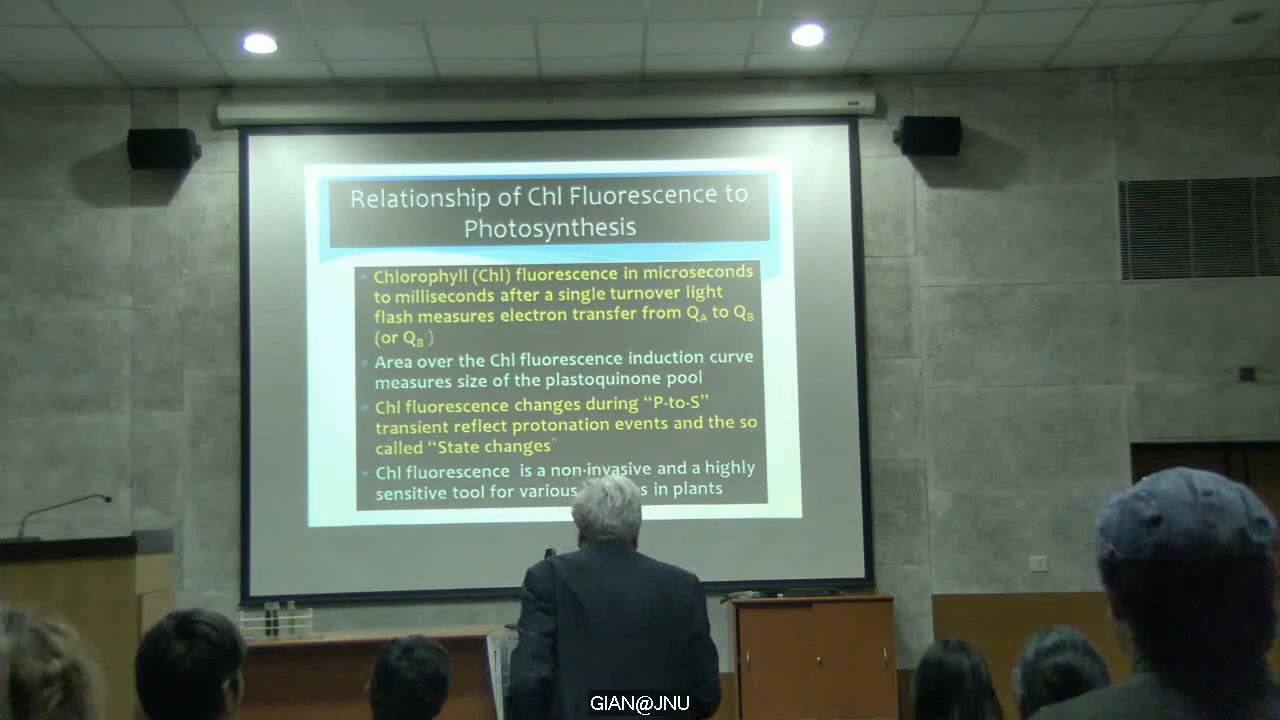 Relationship of Chl Fluorescence to
Photosynthesis
Chlorophyll (Chl) fluorescence in microseconds
to milliseconds after a single turnover light
flash measures electron transfer from QA to QB
(or QB )
Area over the Chl fluorescence induction curve
measures size of the plastoquinone pool
Chl fluorescence changes during “P-to-S”
transient reflect protonation events and the so
called “State changes”
Chl fluorescence is a non-invasive and a highly
sensitive tool for various in plants
GIAN@JNU